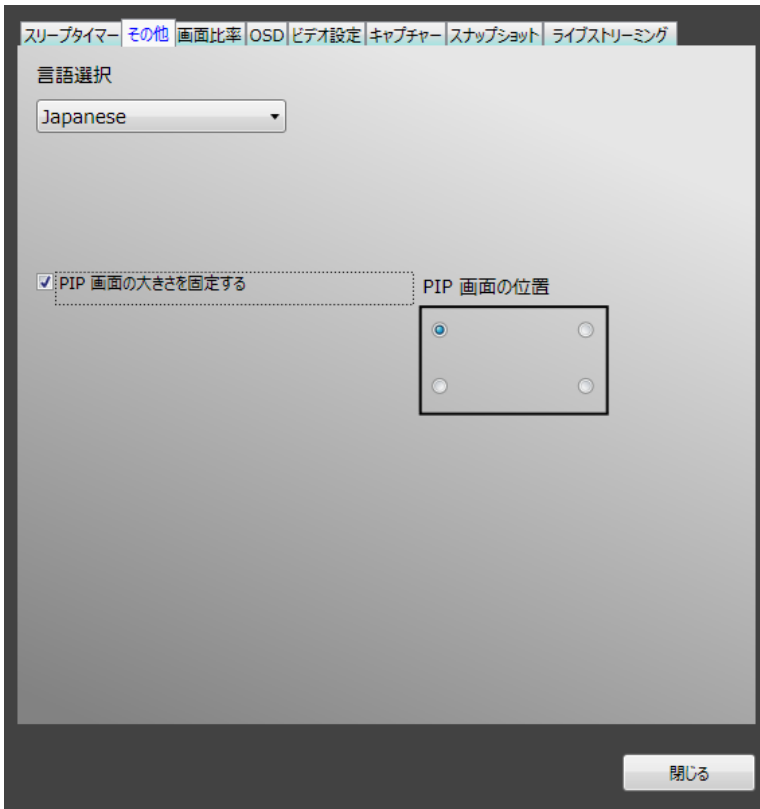 スリープタイマー その他 画面比率 OSD ビデオ設定 キャプチャー スナップショット ライブストリーミング
言語選択
Japanese
PIP 画面の大きさを固定する
PIP 画面の位置
閉じる